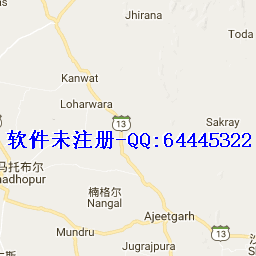 Jhirana
Toda
Kanwat
Loharwara
13
Sakray
软件未注册-QQ:64445322
马托布尔
adhopur
楠格尔
Nangal
Ajeetgarh
13
Mundru
Jugrajpura